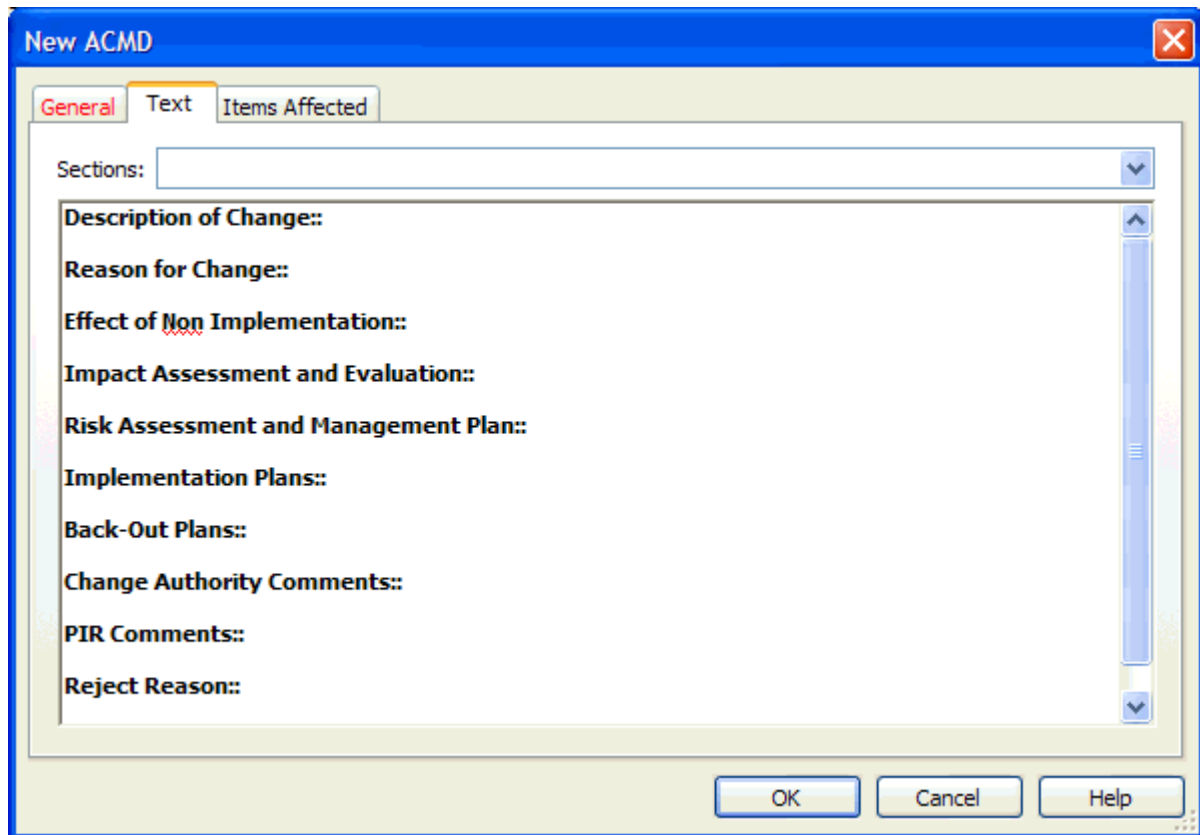 New ACMD
General Text Items Affected
Sections:
Description of Change::
Reason for Change::
Effect of Non Implementation::
Impact Assessment and Evaluation::
Risk Assessment and Management Plan::
Implementation Plans::
Back-Out Plans::
Change Authority Comments::
PIR Comments::
Reject Reason::
OK Cancel Help